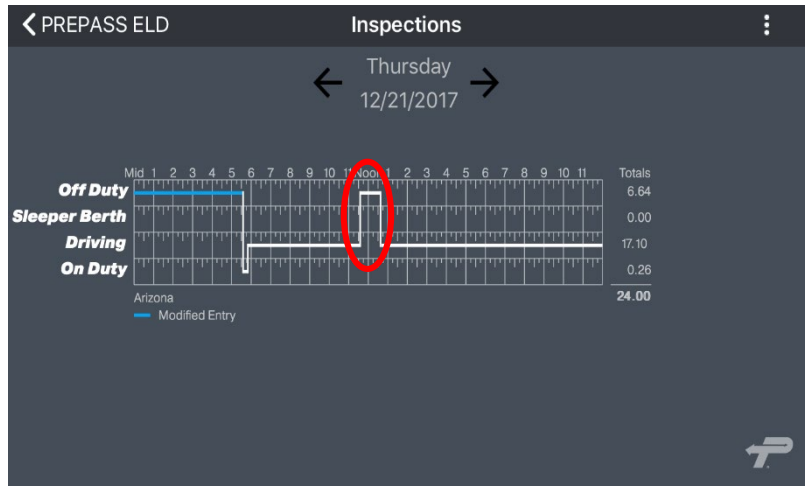 PREPASS ELD Inspections
Thursday
12/21/2017
Mid 1 2 3 4 5 6 7 8 9 10 11 Noon 1 2 3 4 5 6 7 8 9 10 11 Totals
Off Duty 6.64
Sleeper Berth 0.00
Driving 17.10
On Duty 0.26
Arizona 24.00
Modified Entry